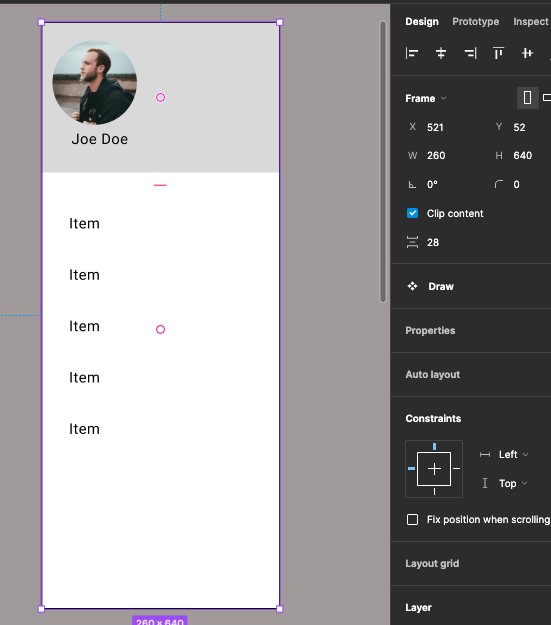 Design Prototype Inspect
Frame
X 521 Y 52
W 260 H 640
0° 0
Clip content
28
Draw
Properties
Auto layout
Constraints
Left
Top
Fix position when scrolling
Layout grid
Layer
Joe Doe
Item
Item
Item
Item
Item
260 × 640